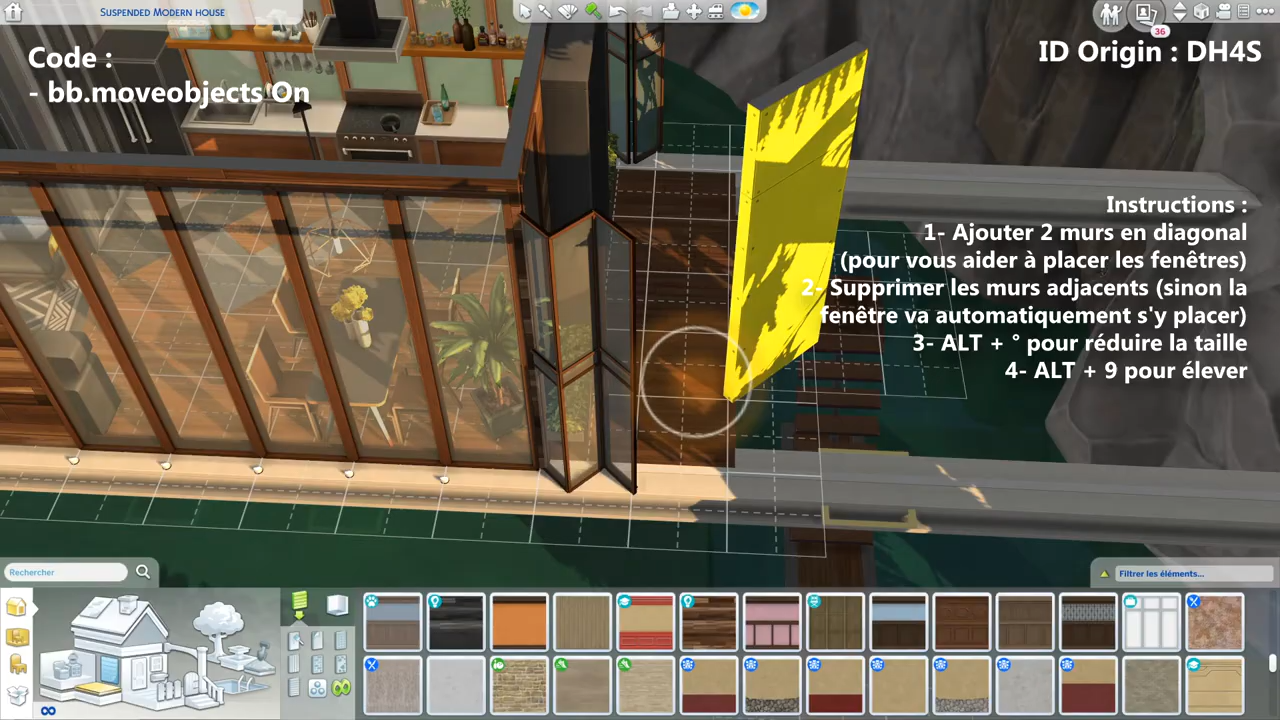 SUSPENDED MODERN HOUSE
36
Code :
- bb.moveobjects On
ID Origin : DH4S
Instructions :
1- Ajouter 2 murs en diagonal
(pour vous aider à placer les fenêtres)
2- Supprimer les murs adjacents (sinon la
fenêtre va automatiquement s'y placer)
3- ALT + ° pour réduire la taille
4- ALT + 9 pour élever
Rechercher
Filtrer les éléments...